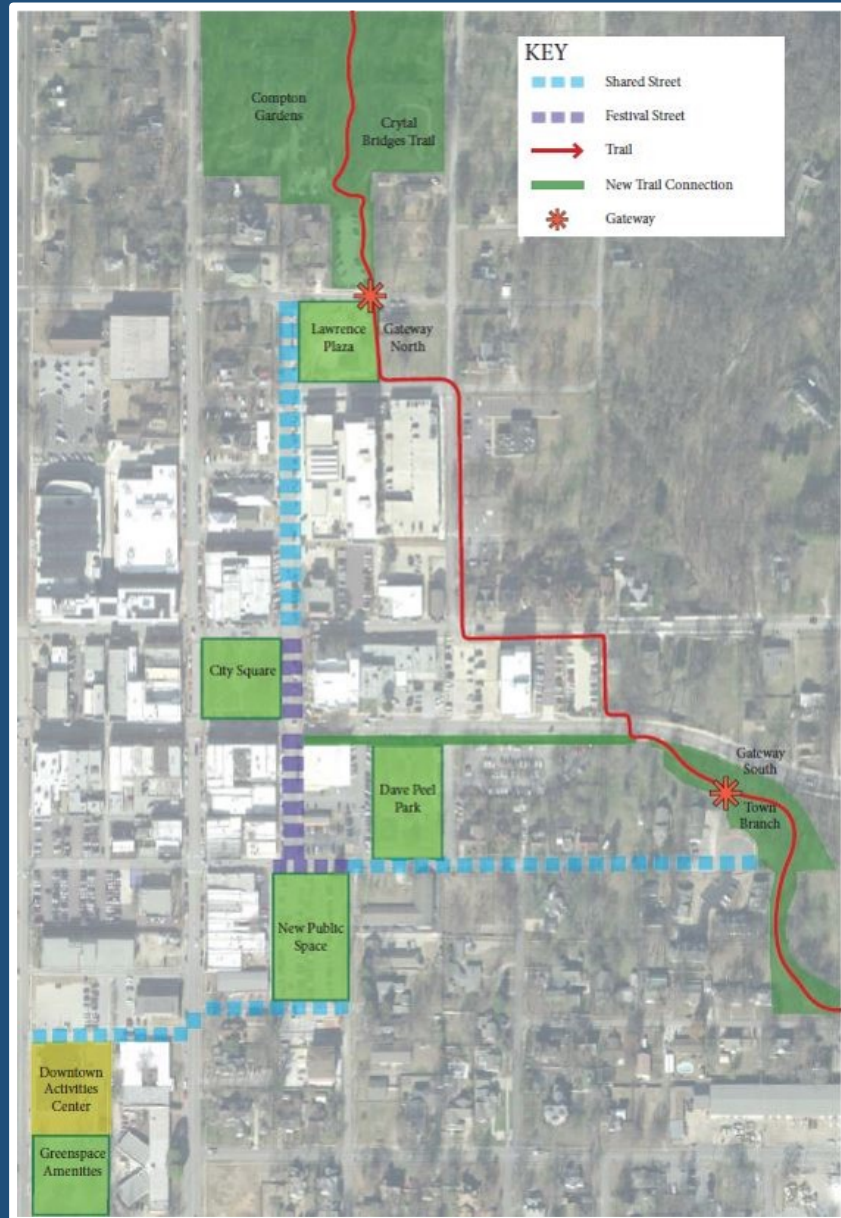 KEY
Shared Street
Festival Street
Trail
New Trail Connection
Gateway
Compton
Gardens
Crytal
Bridges Trail
Lawrence
Plaza
Gateway
North
City Square
Dave Peel
Park
Gateway
South
Town
Branch
New Public
Space
Downtown
Activities
Center
Greenspace
Amenities